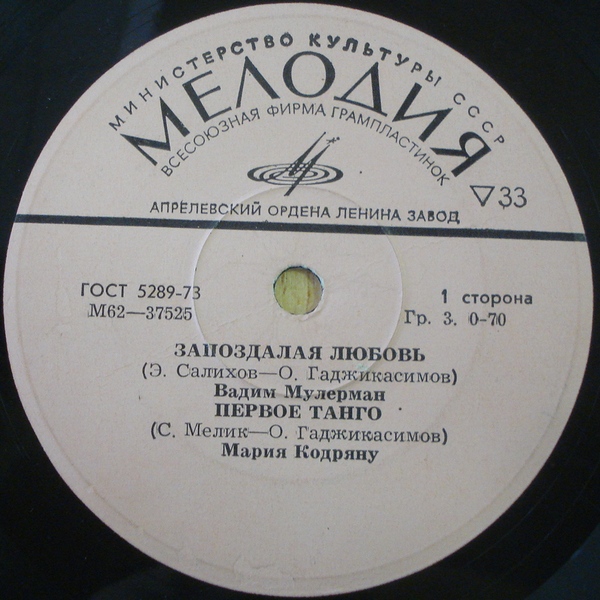 МИНИСТЕРСТВО КУЛЬТУРЫ СССР
МЕЛОДИЯ
ВСЕСОЮЗНАЯ ФИРМА ГРАМПЛАСТИНОК
▽33
АПРЕЛЕВСКИЙ ОРДЕНА ЛЕНИНА ЗАВОД
ГОСТ 5289-73
1 сторона
М62—37525
Гр. 3. 0-70
ЗАПОЗДАЛАЯ ЛЮБОВЬ
(Э. Салихов—О. Гаджикасимов)
Вадим Мулерман
ПЕРВОЕ ТАНГО
(С. Мелик—О. Гаджикасимов)
Мария Кодряну